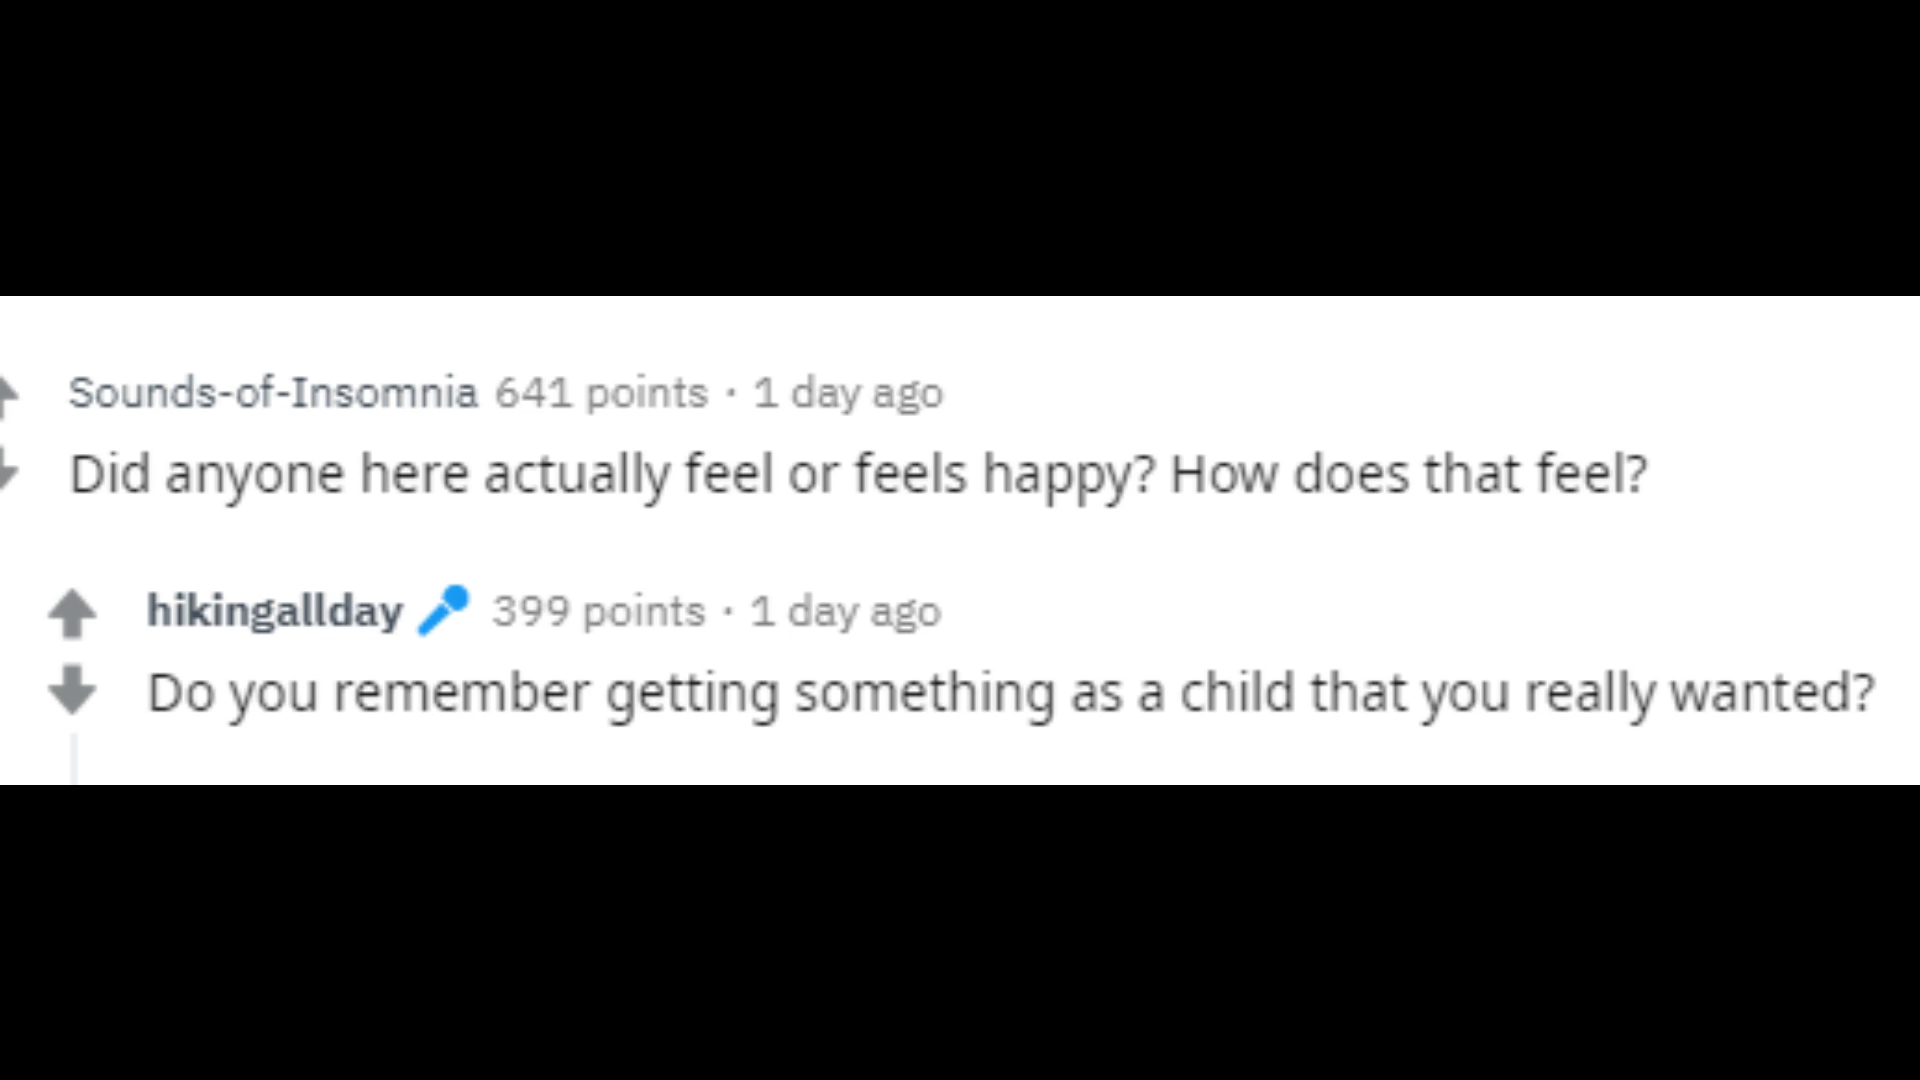 Sounds-of-Insomnia 641 points · 1 day ago
Did anyone here actually feel or feels happy? How does that feel?
hikingallday 399 points · 1 day ago
Do you remember getting something as a child that you really wanted?